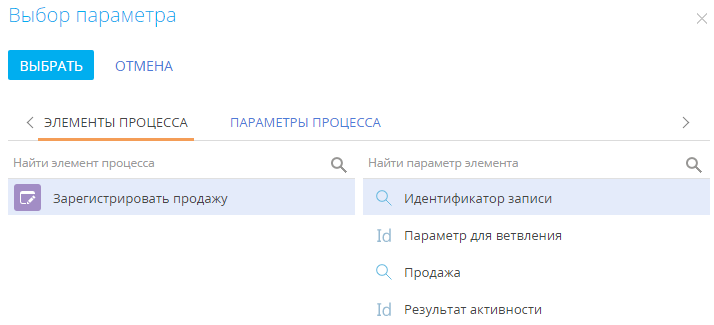 Выбор параметра
ВЫБРАТЬ ОТМЕНА
ЭЛЕМЕНТЫ ПРОЦЕССА ПАРАМЕТРЫ ПРОЦЕССА
Найти элемент процесса Найти параметр элемента
Зарегистрировать продажу Идентификатор записи
Id Параметр для ветвления
Продажа
Id Результат активности